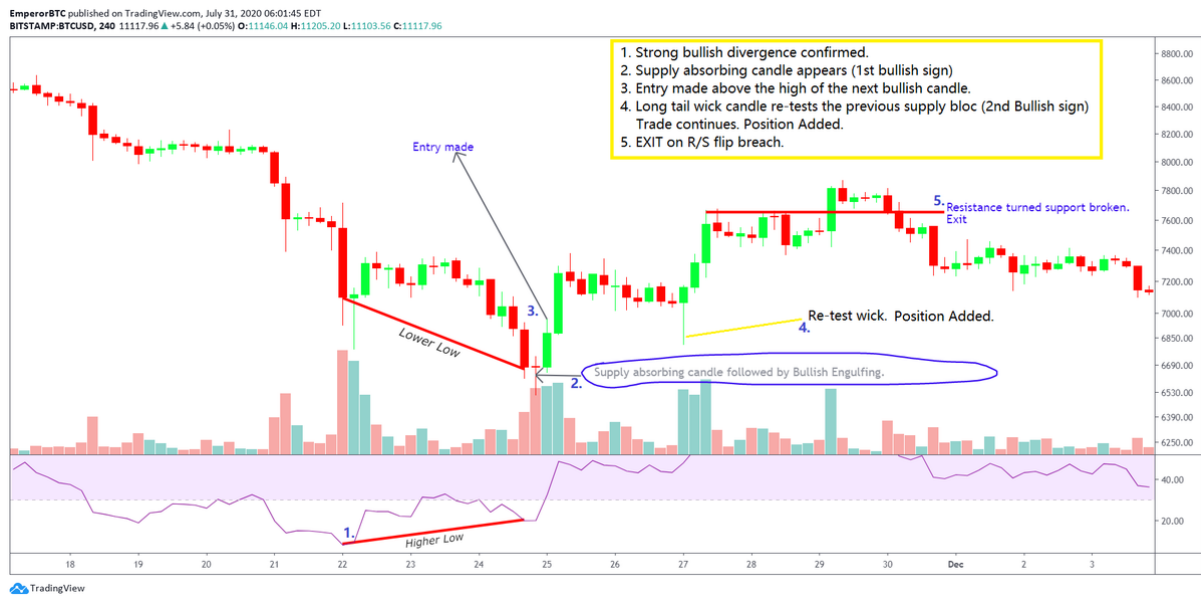 EmperorBTC published on TradingView.com, July 31, 2020 06:01:45 EDT
BITSTAMP:BTCUSD, 240 11117.96 ▲ +5.84 (+0.05%) O:11146.04 H:11205.20 L:11103.56 C:11117.96
1. Strong bullish divergence confirmed.
2. Supply absorbing candle appears (1st bullish sign)
3. Entry made above the high of the next bullish candle.
4. Long tail wick candle re-tests the previous supply bloc (2nd Bullish sign)
Trade continues. Position Added.
5. EXIT on R/S flip breach.
8800.00
8600.00
8400.00
8200.00
Entry made
8000.00
7800.00
5. Resistance turned support broken.
Exit
7600.00
7400.00
7200.00
3.
7000.00
Re-test wick. Position Added.
4.
Lower Low
6850.00
6690.00
2.
Supply absorbing candle followed by Bullish Engulfing.
6530.00
6390.00
6250.00
40.00
20.00
1.
Higher Low
18 19 20 21 22 23 24 25 26 27 28 29 30 Dec 2 3
TradingView